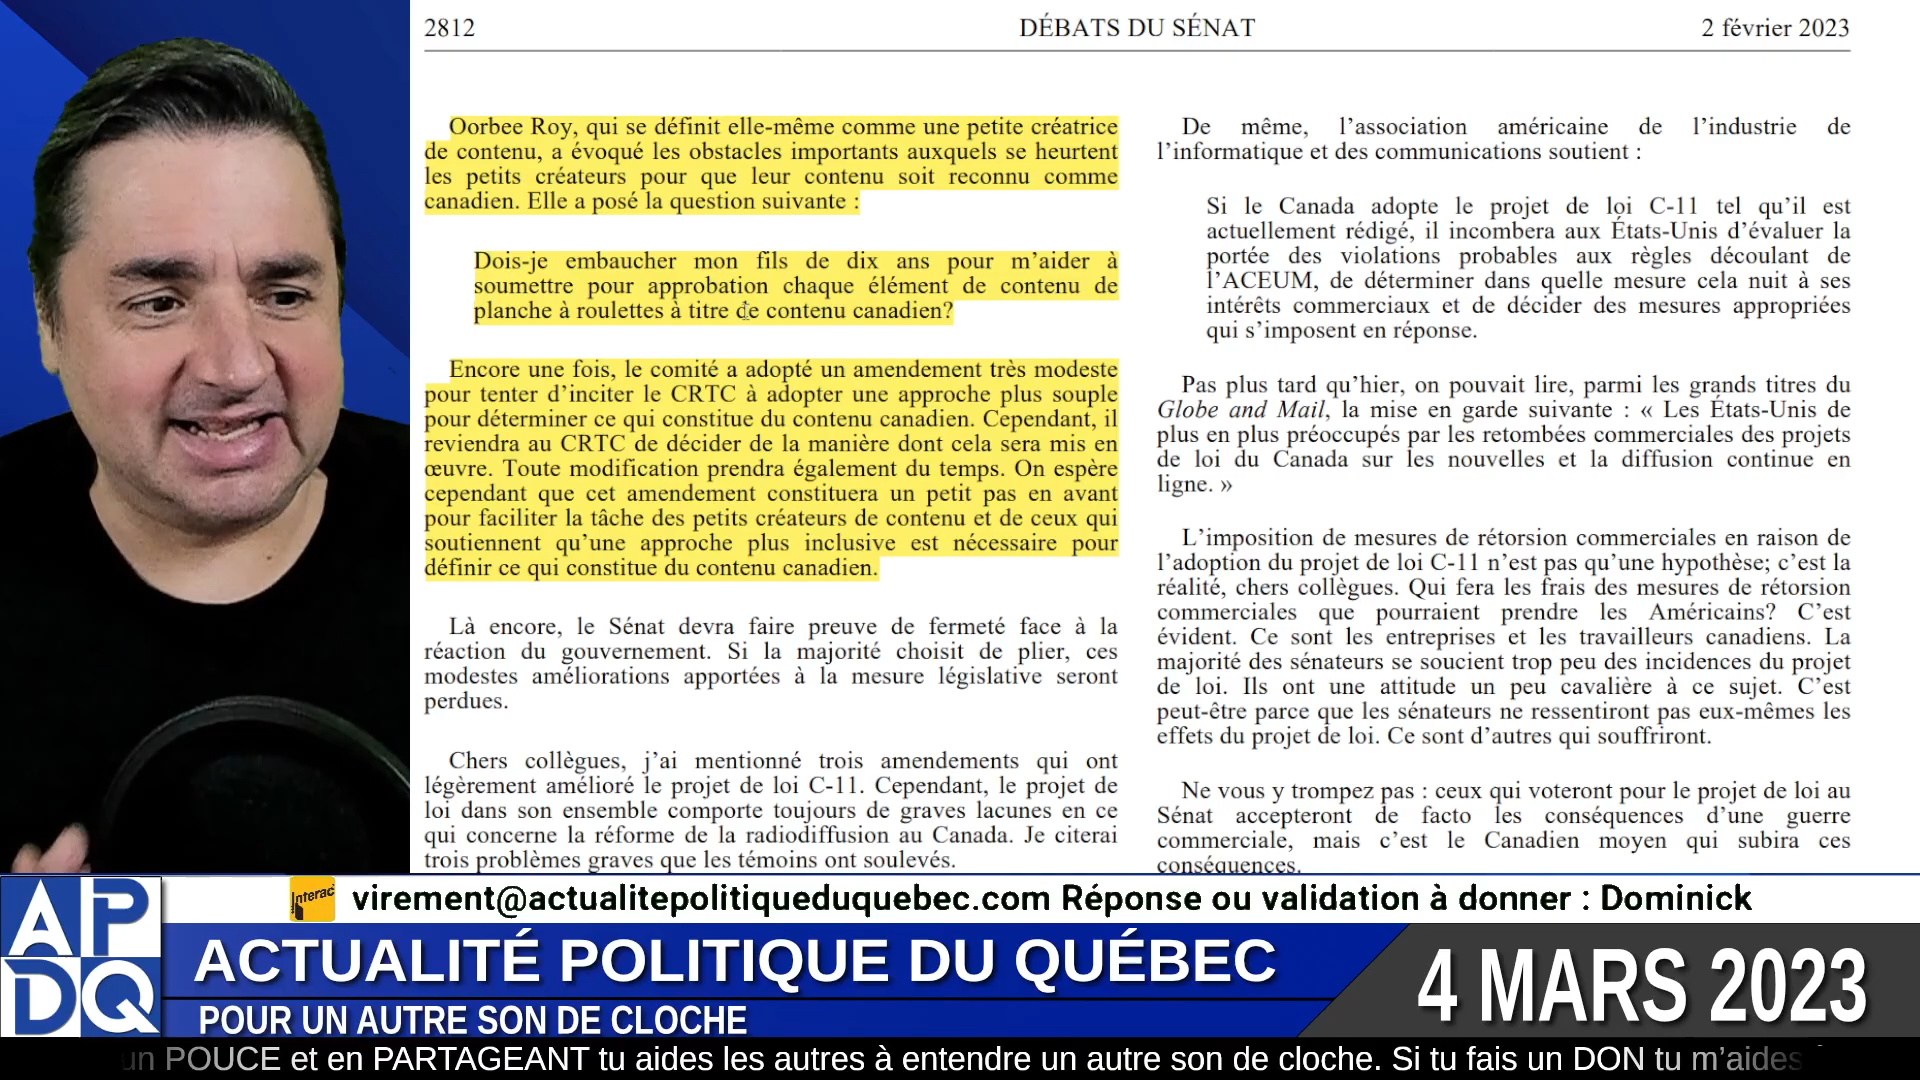 2812
DÉBATS DU SÉNAT
2 février 2023
Oorbee Roy, qui se définit elle-même comme une petite créatrice
de contenu, a évoqué les obstacles importants auxquels se heurtent
les petits créateurs pour que leur contenu soit reconnu comme
canadien. Elle a posé la question suivante :
Dois-je embaucher mon fils de dix ans pour m’aider à
soumettre pour approbation chaque élément de contenu de
planche à roulettes à titre de contenu canadien?
Encore une fois, le comité a adopté un amendement très modeste
pour tenter d’inciter le CRTC à adopter une approche plus souple
pour déterminer ce qui constitue du contenu canadien. Cependant, il
reviendra au CRTC de décider de la manière dont cela sera mis en
œuvre. Toute modification prendra également du temps. On espère
cependant que cet amendement constituera un petit pas en avant
pour faciliter la tâche des petits créateurs de contenu et de ceux qui
soutiennent qu’une approche plus inclusive est nécessaire pour
définir ce qui constitue du contenu canadien.
Là encore, le Sénat devra faire preuve de fermeté face à la
réaction du gouvernement. Si la majorité choisit de plier, ces
modestes améliorations apportées à la mesure législative seront
perdues.
Chers collègues, j’ai mentionné trois amendements qui ont
légèrement amélioré le projet de loi C-11. Cependant, le projet de
loi dans son ensemble comporte toujours de graves lacunes en ce
qui concerne la réforme de la radiodiffusion au Canada. Je citerai
trois problèmes graves que les témoins ont soulevés.
De même, l’association américaine de l’industrie de
l’informatique et des communications soutient :
Si le Canada adopte le projet de loi C-11 tel qu’il est
actuellement rédigé, il incombera aux États-Unis d’évaluer la
portée des violations probables aux règles découlant de
l’ACEUM, de déterminer dans quelle mesure cela nuit à ses
intérêts commerciaux et de décider des mesures appropriées
qui s’imposent en réponse.
Pas plus tard qu’hier, on pouvait lire, parmi les grands titres du
Globe and Mail, la mise en garde suivante : « Les États-Unis de
plus en plus préoccupés par les retombées commerciales des projets
de loi du Canada sur les nouvelles et la diffusion continue en
ligne. »
L’imposition de mesures de rétorsion commerciales en raison de
l’adoption du projet de loi C-11 n’est pas qu’une hypothèse; c’est la
réalité, chers collègues. Qui fera les frais des mesures de rétorsion
commerciales que pourraient prendre les Américains? C’est
évident. Ce sont les entreprises et les travailleurs canadiens. La
majorité des sénateurs se soucient trop peu des incidences du projet
de loi. Ils ont une attitude un peu cavalière à ce sujet. C’est
peut-être parce que les sénateurs ne ressentiront pas eux-mêmes les
effets du projet de loi. Ce sont d’autres qui souffriront.
Ne vous y trompez pas : ceux qui voteront pour le projet de loi au
Sénat accepteront de facto les conséquences d’une guerre
commerciale, mais c’est le Canadien moyen qui subira ces
conséquences.
Interac virement@actualitepolitiqueduquebec.com Réponse ou validation à donner : Dominick
AP
DQ
ACTUALITÉ POLITIQUE DU QUÉBEC
POUR UN AUTRE SON DE CLOCHE
4 MARS 2023
un POUCE et en PARTAGEANT tu aides les autres à entendre un autre son de cloche. Si tu fais un DON tu m’aides